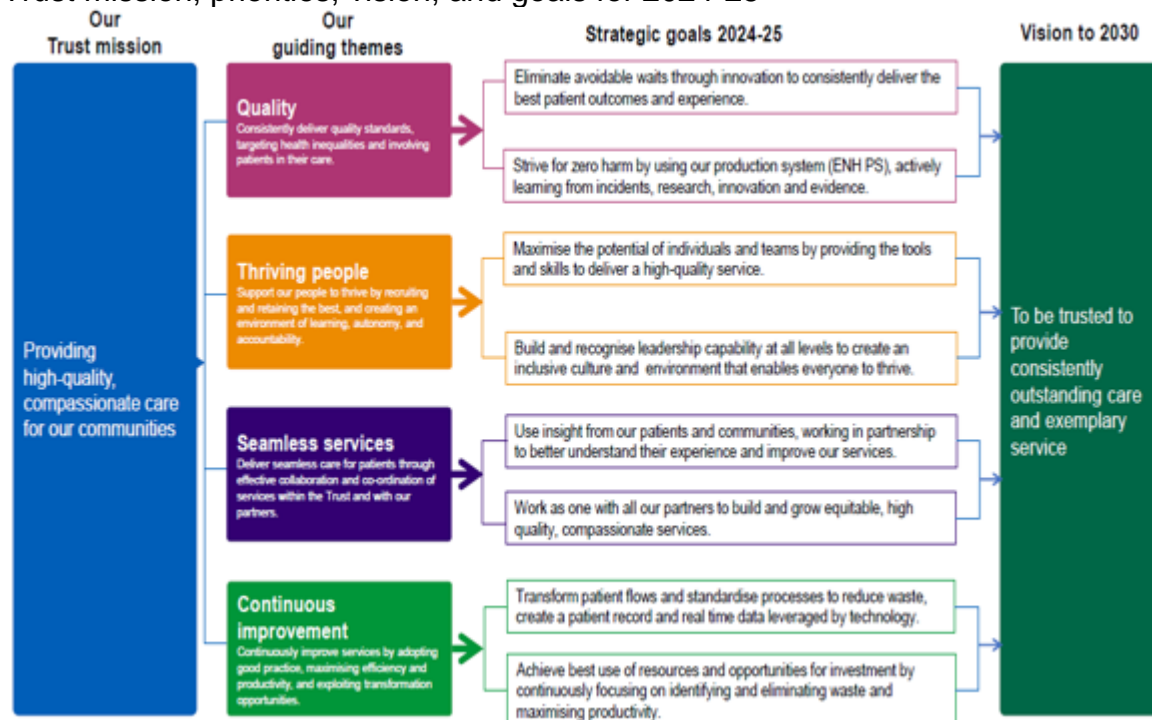 Trust mission, priorities, vision, and goals for 2024-25
Our
Trust mission
Our
guiding themes
Strategic goals 2024-25
Vision to 2030
Providing
high-quality,
compassionate care
for our communities
Quality
Consistently deliver quality standards,
targeting health inequalities and involving
patients in their care.
Eliminate avoidable waits through innovation to consistently deliver the
best patient outcomes and experience.
Strive for zero harm by using our production system (ENH PS), actively
learning from incidents, research, innovation and evidence.
Thriving people
Support our people to thrive by recruiting
and retaining the best, and creating an
environment of learning, autonomy, and
accountability.
Maximise the potential of individuals and teams by providing the tools
and skills to deliver a high-quality service.
Build and recognise leadership capability at all levels to create an
inclusive culture and environment that enables everyone to thrive.
Seamless services
Deliver seamless care for patients through
effective collaboration and co-ordination of
services within the Trust and with our
partners.
Use insight from our patients and communities, working in partnership
to better understand their experience and improve our services.
Work as one with all our partners to build and grow equitable, high
quality, compassionate services.
Continuous
improvement
Continuously improve services by adopting
good practice, maximising efficiency and
productivity, and exploiting transformation
opportunities.
Transform patient flows and standardise processes to reduce waste,
create a patient record and real time data leveraged by technology.
Achieve best use of resources and opportunities for investment by
continuously focusing on identifying and eliminating waste and
maximising productivity.
To be trusted to
provide
consistently
outstanding care
and exemplary
service